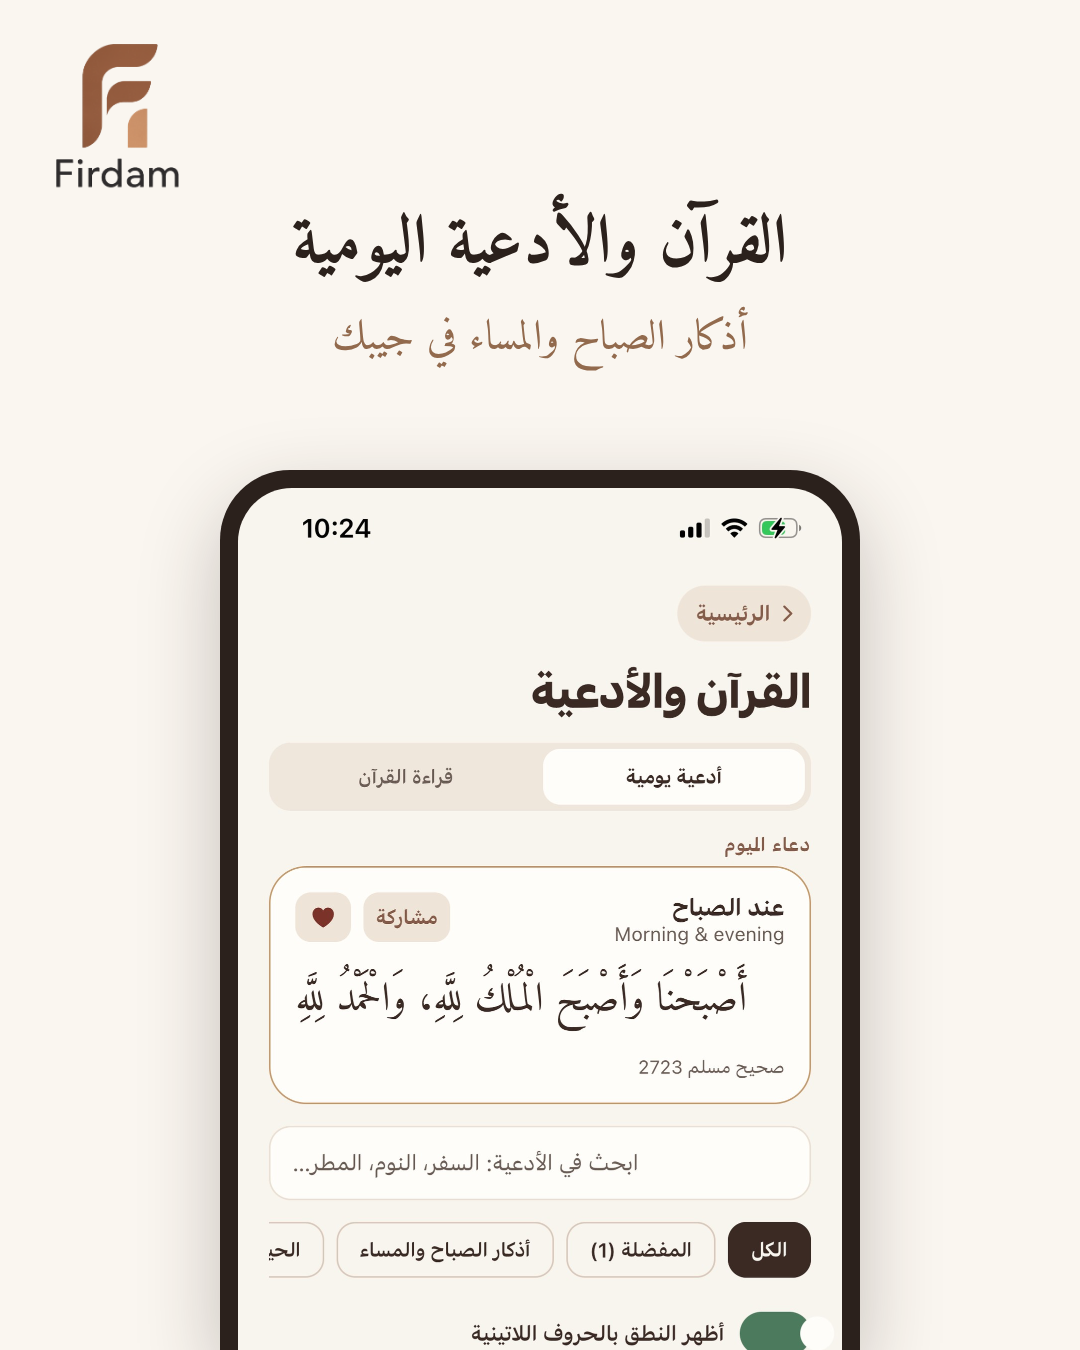 Firdam
القرآن والأدعية اليومية
أذكار الصباح والمساء في جيبك
10:24
الرئيسية
القرآن والأدعية
أدعية يومية
قراءة القرآن
دعاء اليوم
عند الصباح
مشاركة
Morning & evening
أَصْبَحْنَا وَأَصْبَحَ الْمُلْكُ لِلَّهِ، وَالْحَمْدُ لِلَّهِ
صحيح مسلم 2723
ابحث في الأدعية: السفر، النوم، المطر...
الكل
المفضلة (1)
أذكار الصباح والمساء
أظهر النطق بالحروف اللاتينية